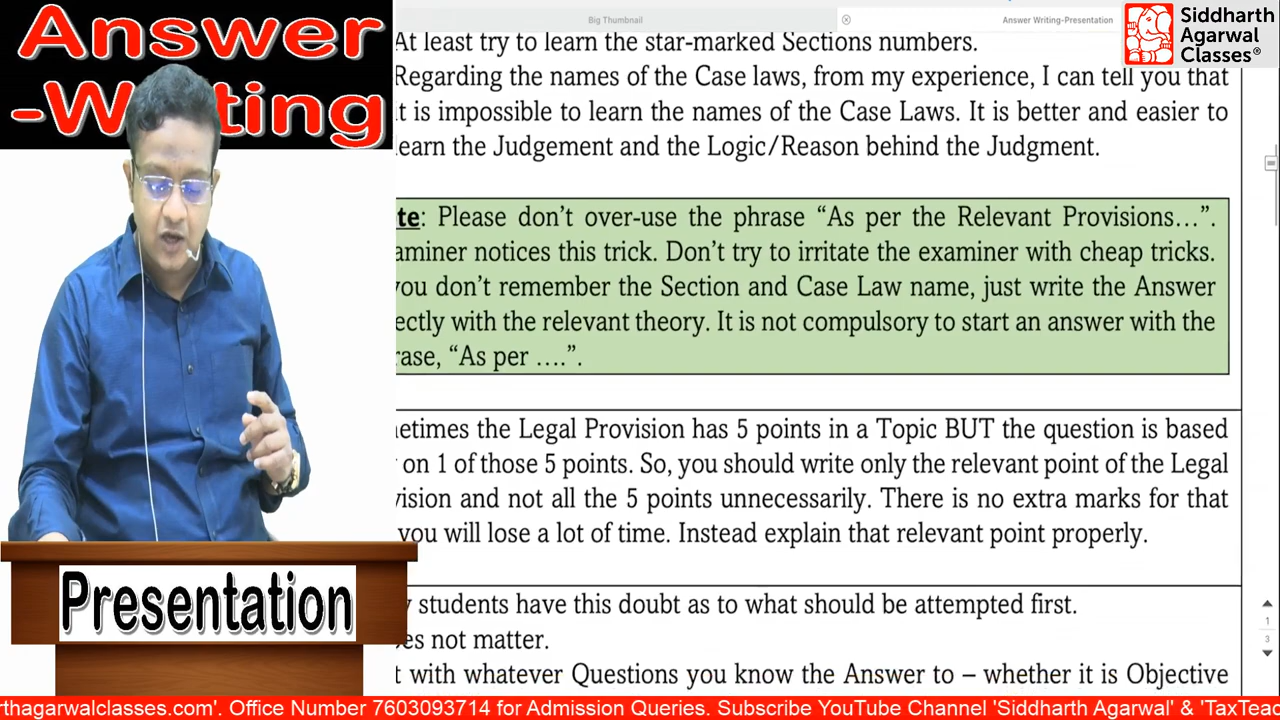 Answer
-Writing
Big Thumbnail
Answer Writing-Presentation
Siddharth
Agarwal
Classes®
At least try to learn the star-marked Sections numbers.
Regarding the names of the Case laws, from my experience, I can tell you that
it is impossible to learn the names of the Case Laws. It is better and easier to
learn the Judgement and the Logic/Reason behind the Judgment.
te: Please don't over-use the phrase “As per the Relevant Provisions…”.
aminer notices this trick. Don't try to irritate the examiner with cheap tricks.
you don't remember the Section and Case Law name, just write the Answer
ectly with the relevant theory. It is not compulsory to start an answer with the
rase, “As per ….”.
metimes the Legal Provision has 5 points in a Topic BUT the question is based
on 1 of those 5 points. So, you should write only the relevant point of the Legal
vision and not all the 5 points unnecessarily. There is no extra marks for that
you will lose a lot of time. Instead explain that relevant point properly.
y students have this doubt as to what should be attempted first.
oes not matter.
t with whatever Questions you know the Answer to – whether it is Objective
1
3
Presentation
rthagarwalclasses.com'. Office Number 7603093714 for Admission Queries. Subscribe YouTube Channel 'Siddharth Agarwal' & 'TaxTeac